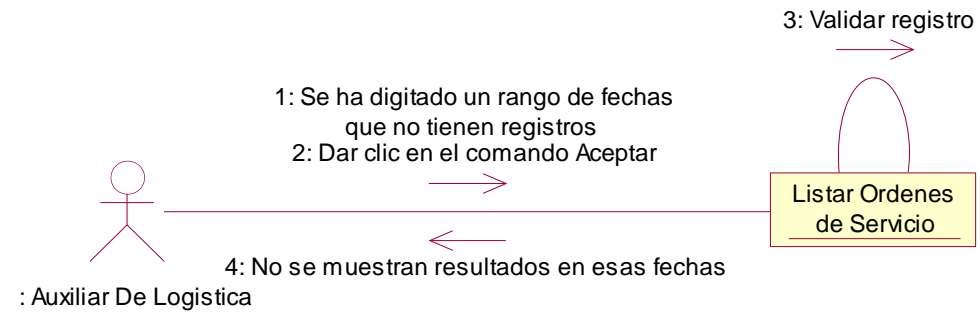 3: Validar registro
1: Se ha digitado un rango de fechas
que no tienen registros
2: Dar clic en el comando Aceptar
Listar Ordenes
de Servicio
4: No se muestran resultados en esas fechas
: Auxiliar De Logistica